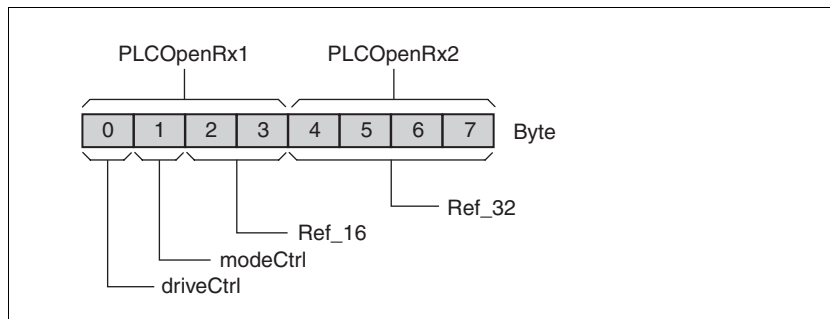 PLCOpenRx1 PLCOpenRx2
0 1 2 3 4 5 6 7 Byte
Ref_32
Ref_16
modeCtrl
driveCtrl